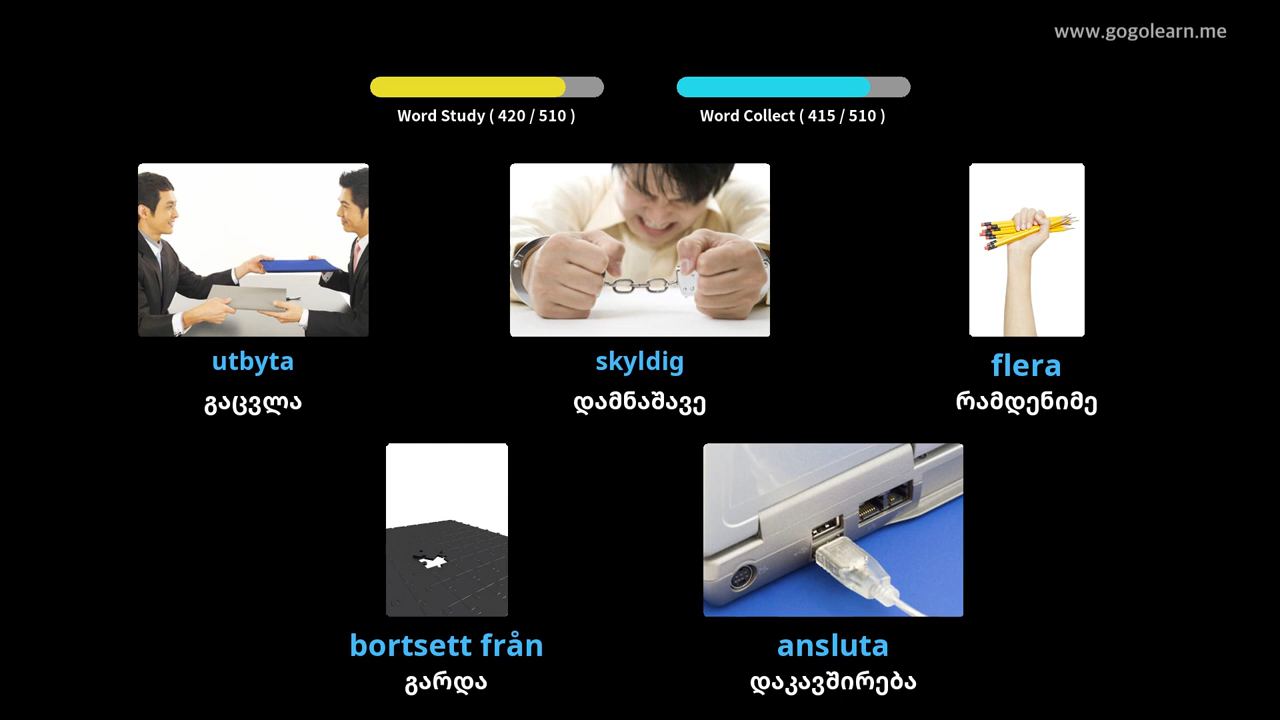 www.gogolearn.me
Word Study ( 420 / 510 )
Word Collect ( 415 / 510 )
utbyta
გაცვლა
skyldig
დამნაშავე
flera
რამდენიმე
bortsett från
გარდა
ansluta
დაკავშირება